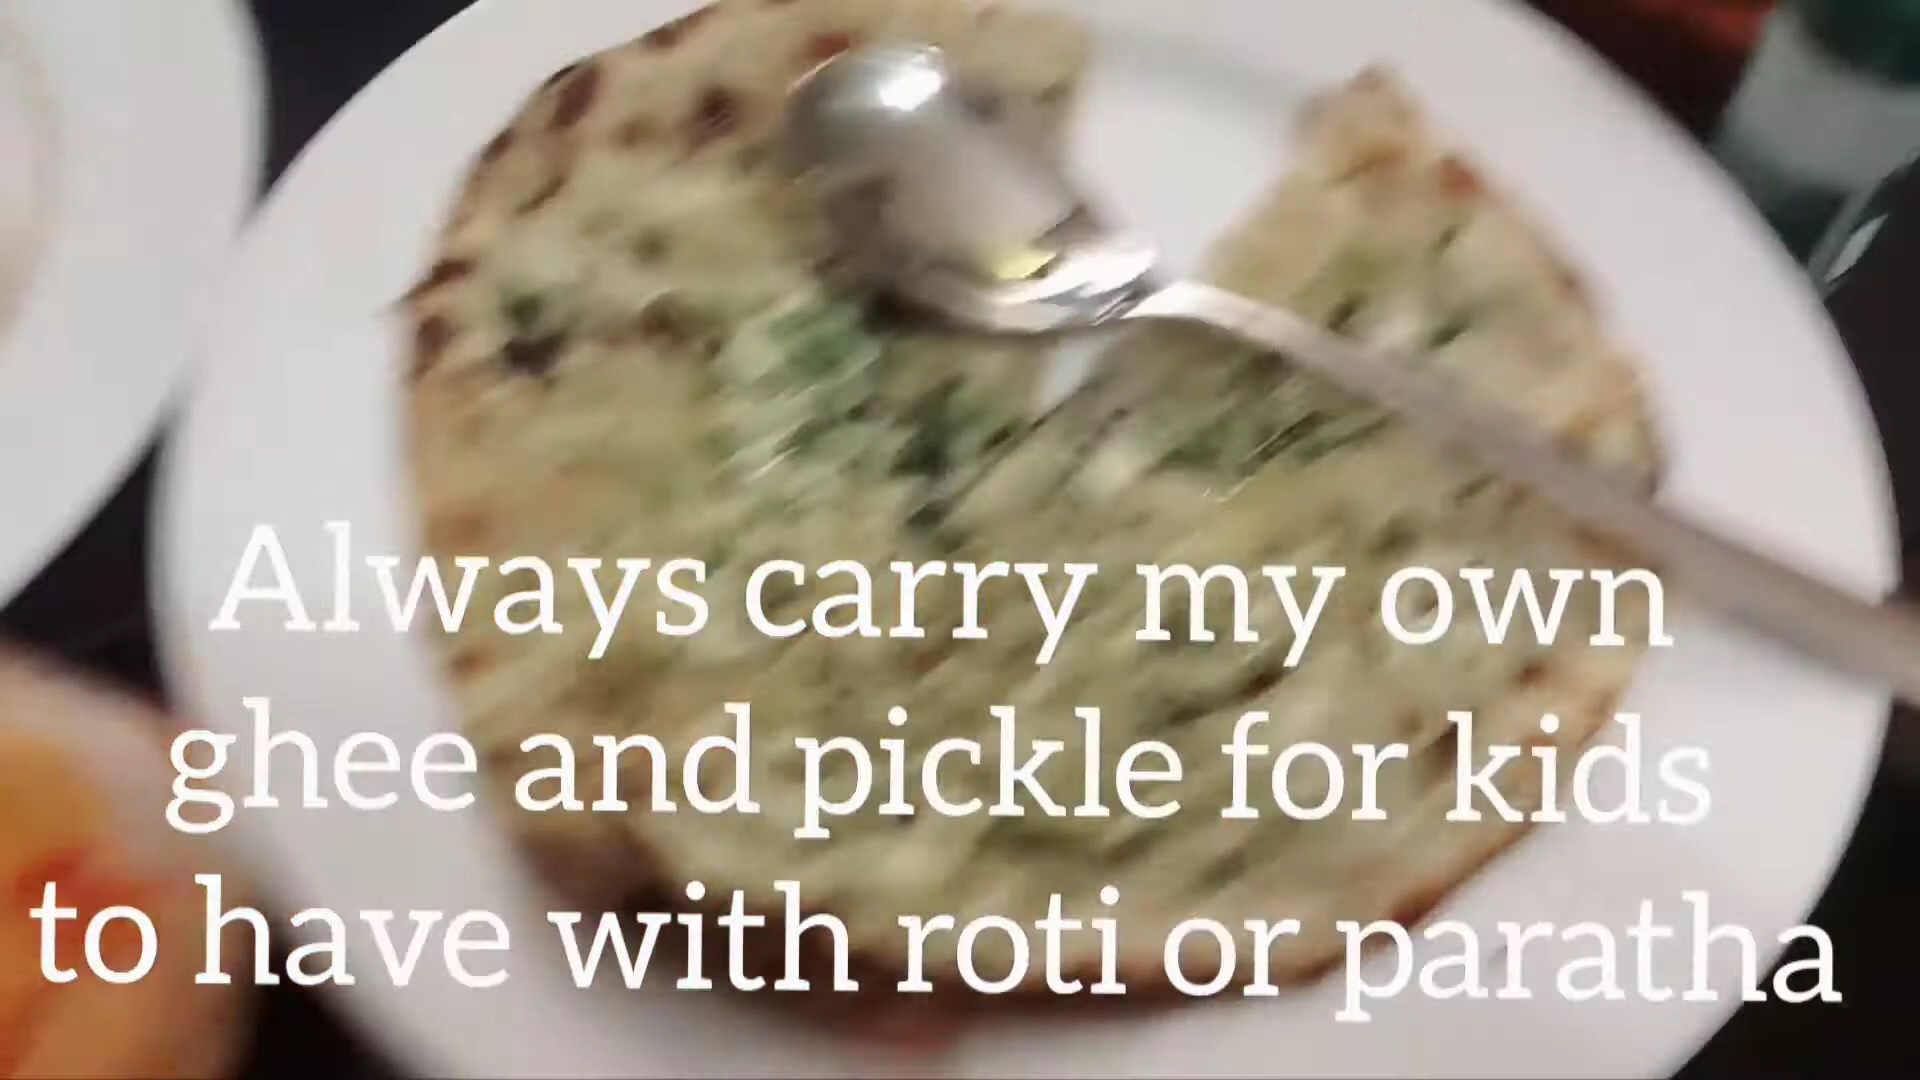 Always carry my own
ghee and pickle for kids
to have with roti or paratha